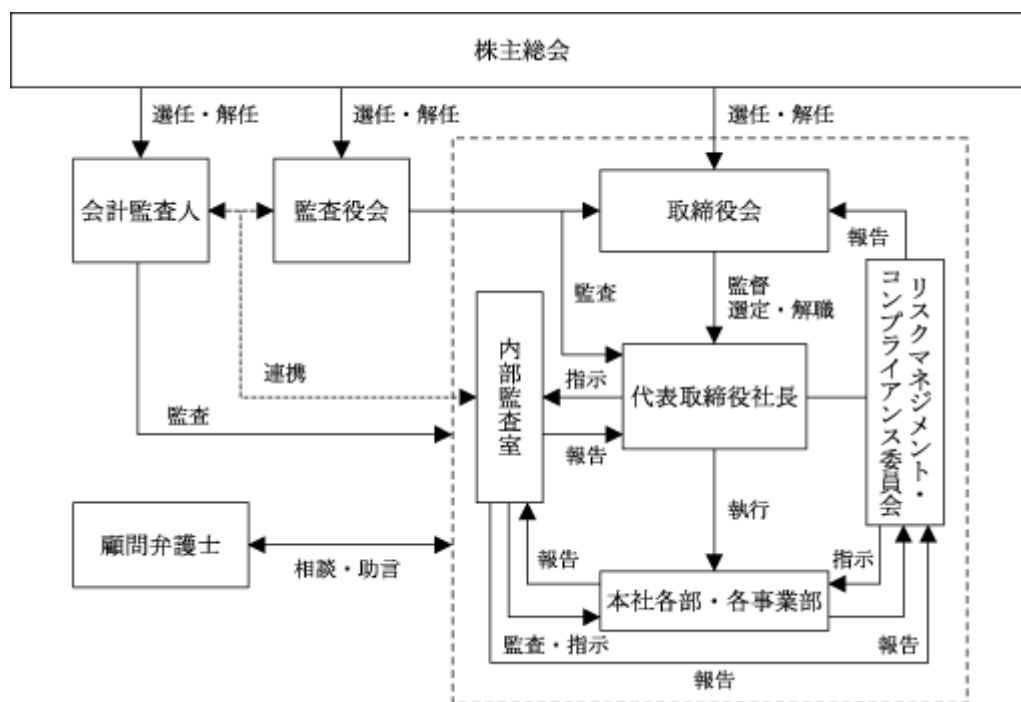 株主総会
選任・解任
選任・解任
選任・解任
会計監査人
監査役会
取締役会
報告
監査
監督
選定・解職
リスクマネジメント・
コンプライアンス委員会
内部監査室
連携
指示
代表取締役社長
監査
報告
執行
顧問弁護士
相談・助言
報告
指示
本社各部・各事業部
監査・指示
報告
報告